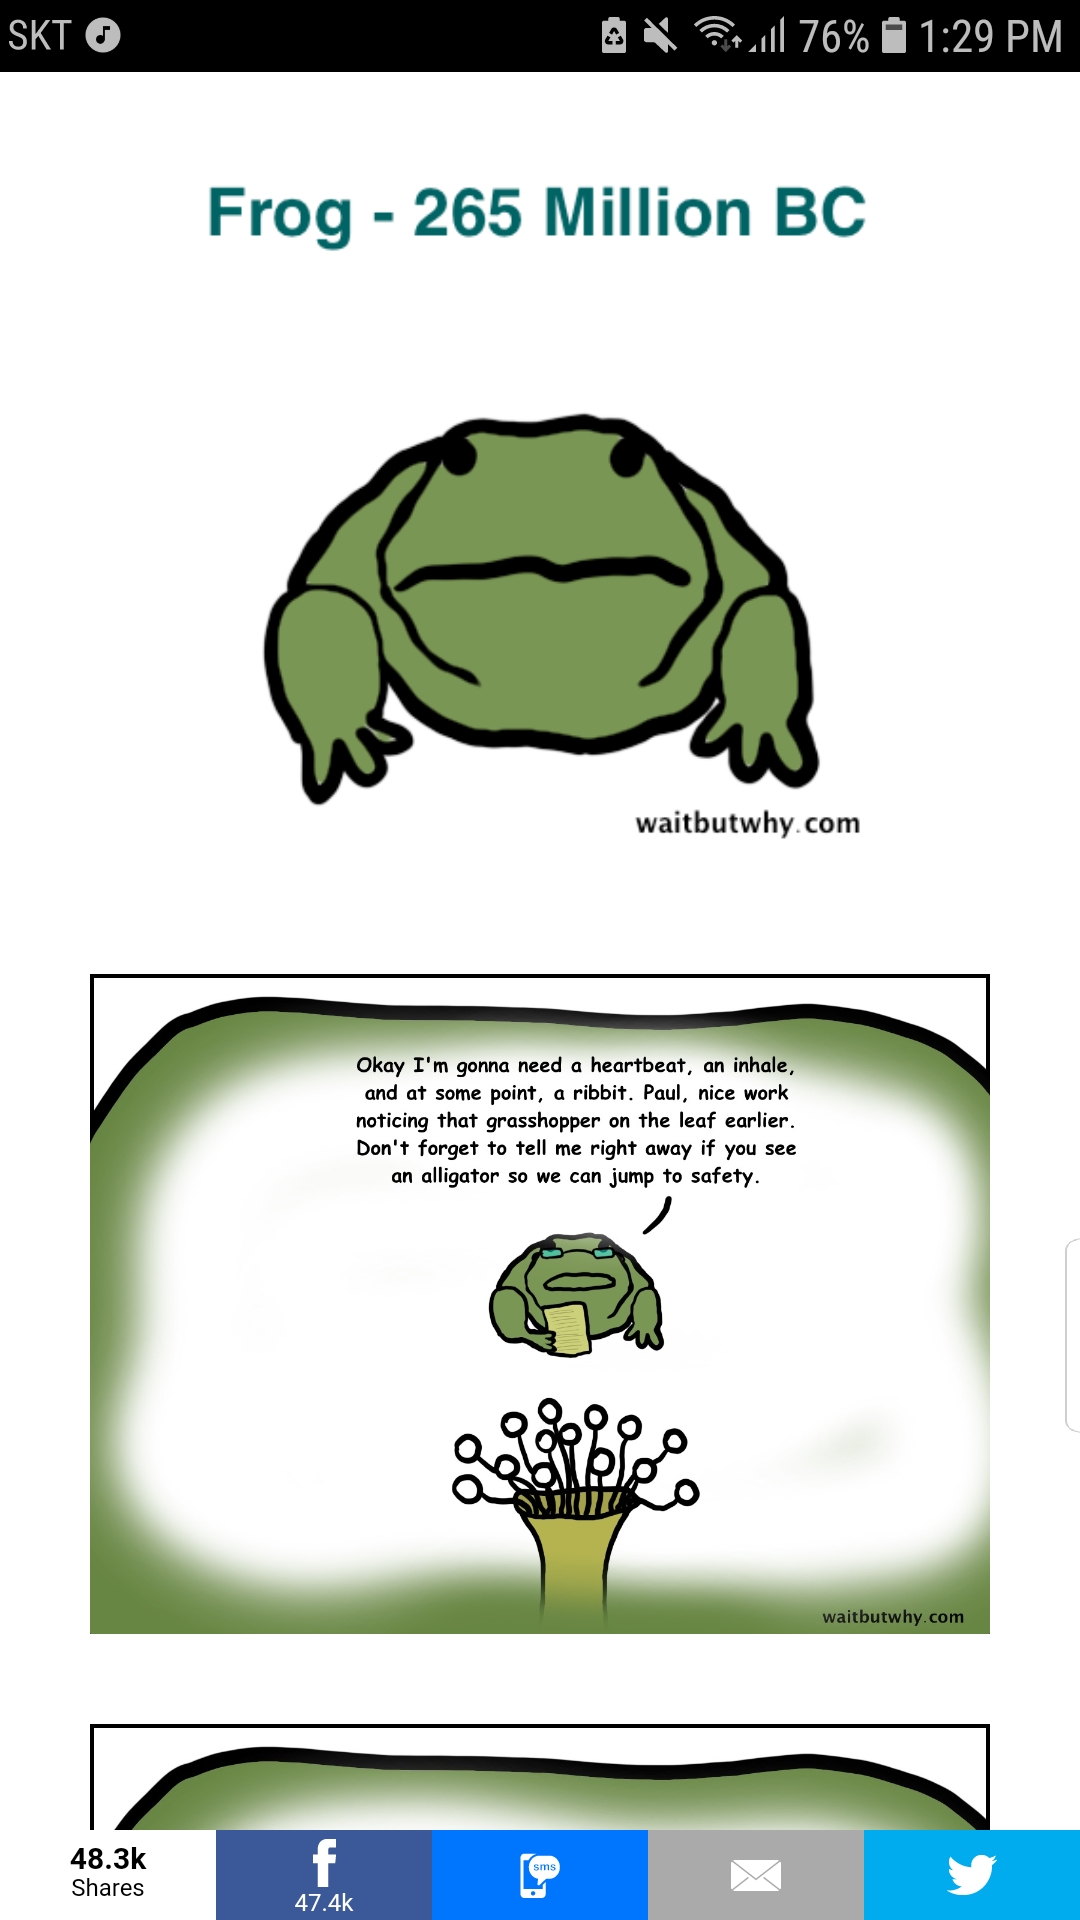 SKT
76%
1:29 PM
Frog - 265 Million BC
waitbutwhy.com
Okay I'm gonna need a heartbeat, an inhale,
and at some point, a ribbit. Paul, nice work
noticing that grasshopper on the leaf earlier.
Don't forget to tell me right away if you see
an alligator so we can jump to safety.
waitbutwhy.com
48.3k
Shares
47.4k
sms